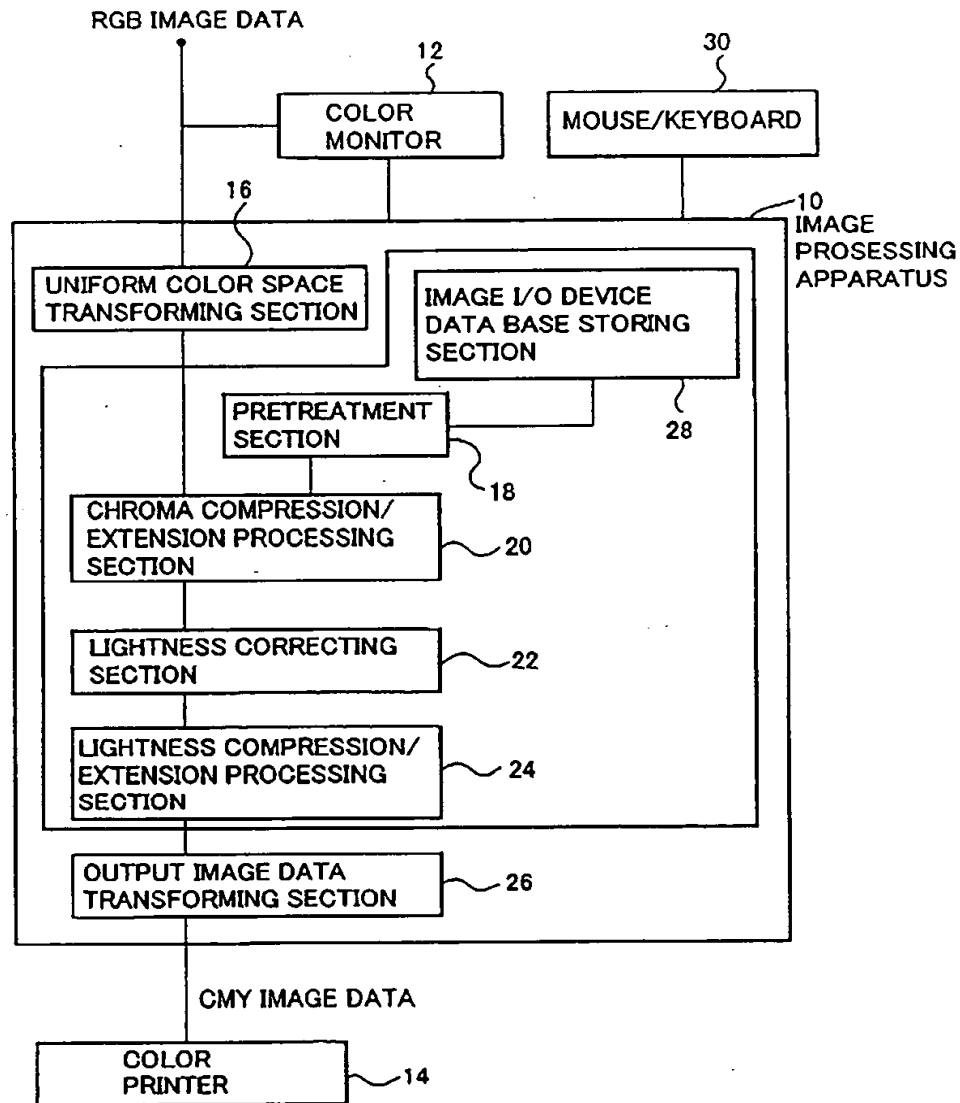 RGB IMAGE DATA
12
COLOR
MONITOR
30
MOUSE/KEYBOARD
16
10
IMAGE
PROSESSING
APPARATUS
UNIFORM COLOR SPACE
TRANSFORMING SECTION
IMAGE I/O DEVICE
DATA BASE STORING
SECTION
28
PRETREATMENT
SECTION
18
CHROMA COMPRESSION/
EXTENSION PROCESSING
SECTION
20
LIGHTNESS CORRECTING
SECTION
22
LIGHTNESS COMPRESSION/
EXTENSION PROCESSING
SECTION
24
OUTPUT IMAGE DATA
TRANSFORMING SECTION
26
CMY IMAGE DATA
COLOR
PRINTER
14